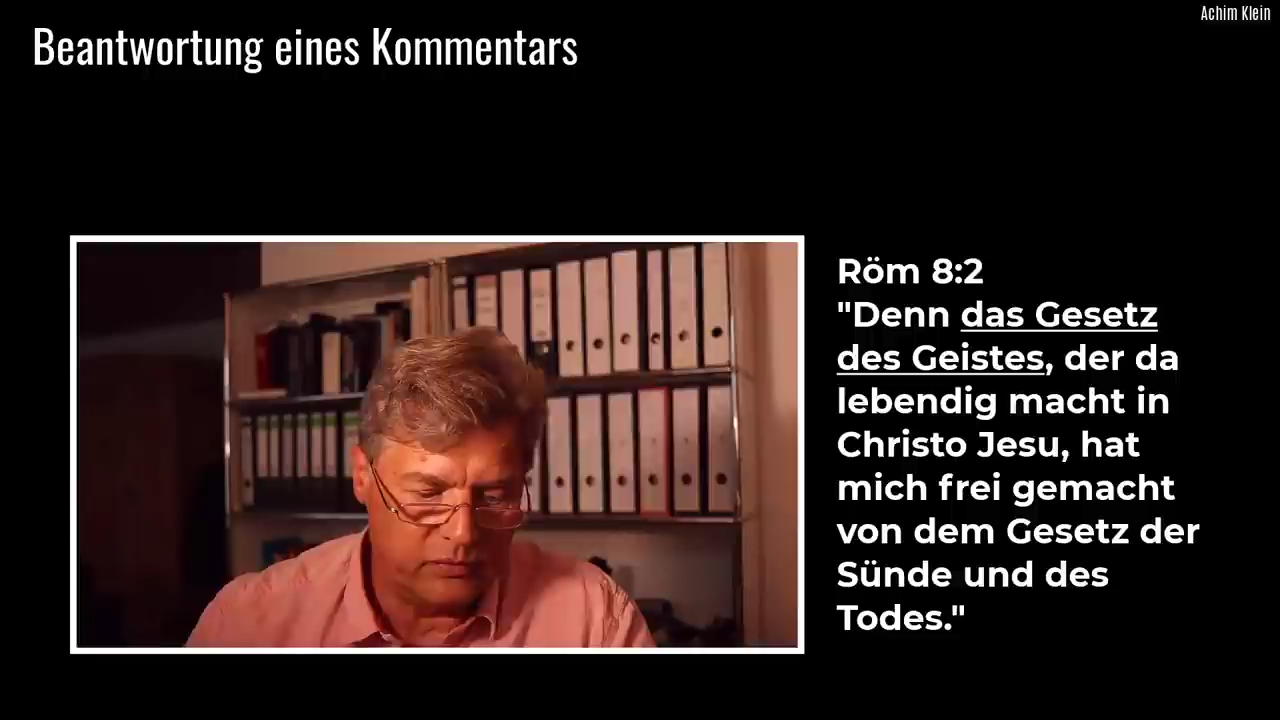 Achim Klein
Beantwortung eines Kommentars
Röm 8:2
"Denn das Gesetz
des Geistes, der da
lebendig macht in
Christo Jesu, hat
mich frei gemacht
von dem Gesetz der
Sünde und des
Todes."